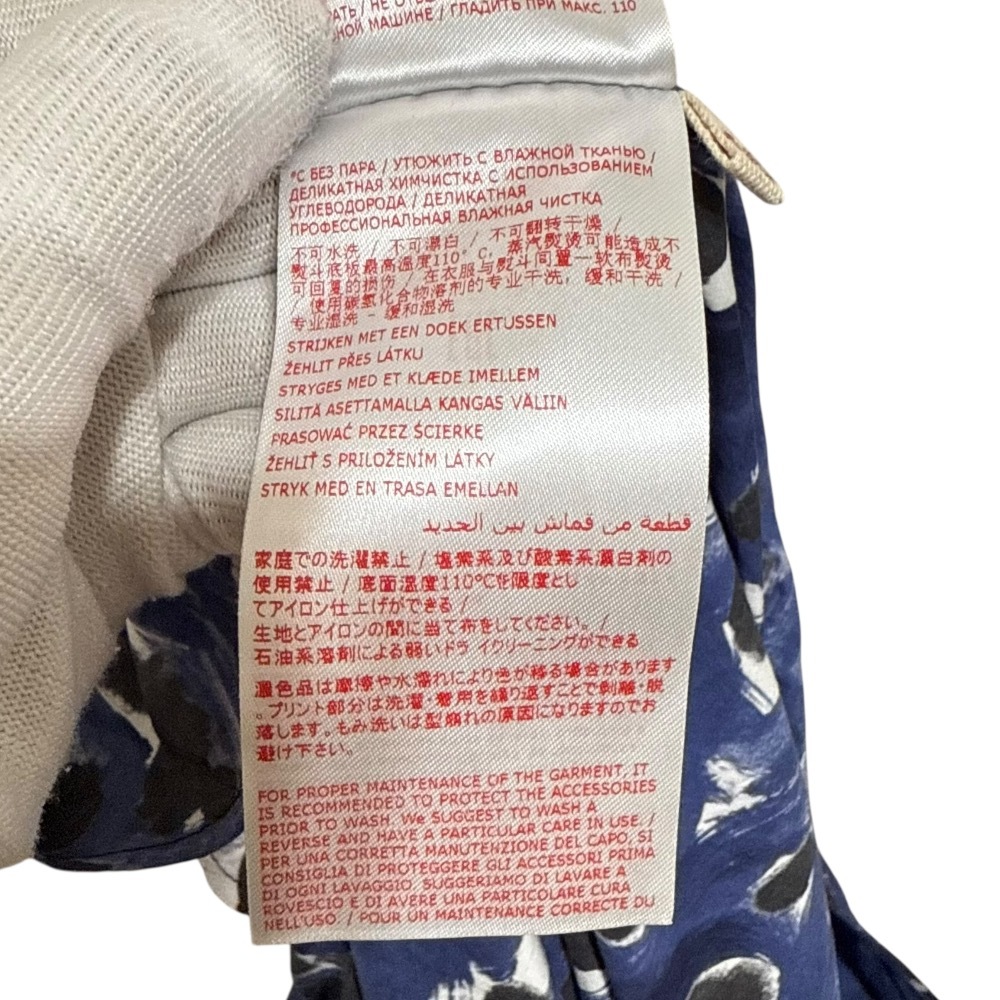 АТЬ / НЕ ОТБЕ
НОЙ МАШИНЕ / ГЛАДИТЬ ПРИ МАКС. 110
°C БЕЗ ПАРА / УТЮЖИТЬ С ВЛАЖНОЙ ТКАНЬЮ /
ДЕЛИКАТНАЯ ХИМЧИСТКА С ИСПОЛЬЗОВАНИЕМ
УГЛЕВОДОРОДА / ДЕЛИКАТНАЯ
ПРОФЕССИОНАЛЬНАЯ ВЛАЖНАЯ ЧИСТКА
不可水洗 / 不可漂白 / 不可翻转干燥 /
熨斗底板最高温度110° C. 蒸汽熨烫可能造成不
可回复的损伤 / 在衣服与熨斗间置一软布熨烫
/ 使用碳氢化合物溶剂的专业干洗, 缓和干洗 /
专业湿洗 - 缓和湿洗
STRIJKEN MET EEN DOEK ERTUSSEN
ŽEHLIT PŘES LÁTKU
STRYGES MED ET KLÆDE IMELLEM
SILITÄ ASETTAMALLA KANGAS VÄLIIN
PRASOWAĆ PRZEZ ŚCIERKĘ
ŽEHLIŤ S PRILOŽENÍM LÁTKY
STRYK MED EN TRASA EMELLAN
قطعة من قماش بين الحديد
家庭での洗濯禁止 / 塩素系及び酸素系漂白剤の
使用禁止 / 底面温度110℃を限度とし
てアイロン仕上げができる /
生地とアイロンの間に当て布をしてください。 /
石油系溶剤による弱いドラ イクリーニングができる
濃色品は摩擦や水濡れにより色が移る場合があります
。プリント部分は洗濯・着用を繰り返すことで剥離・脱
落します。もみ洗いは型崩れの原因になりますのでお
避け下さい。
FOR PROPER MAINTENANCE OF THE GARMENT, IT
IS RECOMMENDED TO PROTECT THE ACCESSORIES
PRIOR TO WASH. We SUGGEST TO WASH A
REVERSE AND HAVE A PARTICULAR CARE IN USE. /
PER UNA CORRETTA MANUTENZIONE DEL CAPO, SI
CONSIGLIA DI PROTEGGERE GLI ACCESSORI PRIMA
DI OGNI LAVAGGIO. SUGGERIAMO DI LAVARE A
ROVESCIO E DI AVERE UNA PARTICOLARE CURA
NELL'USO. / POUR UN MAINTENANCE CORRECTE DU